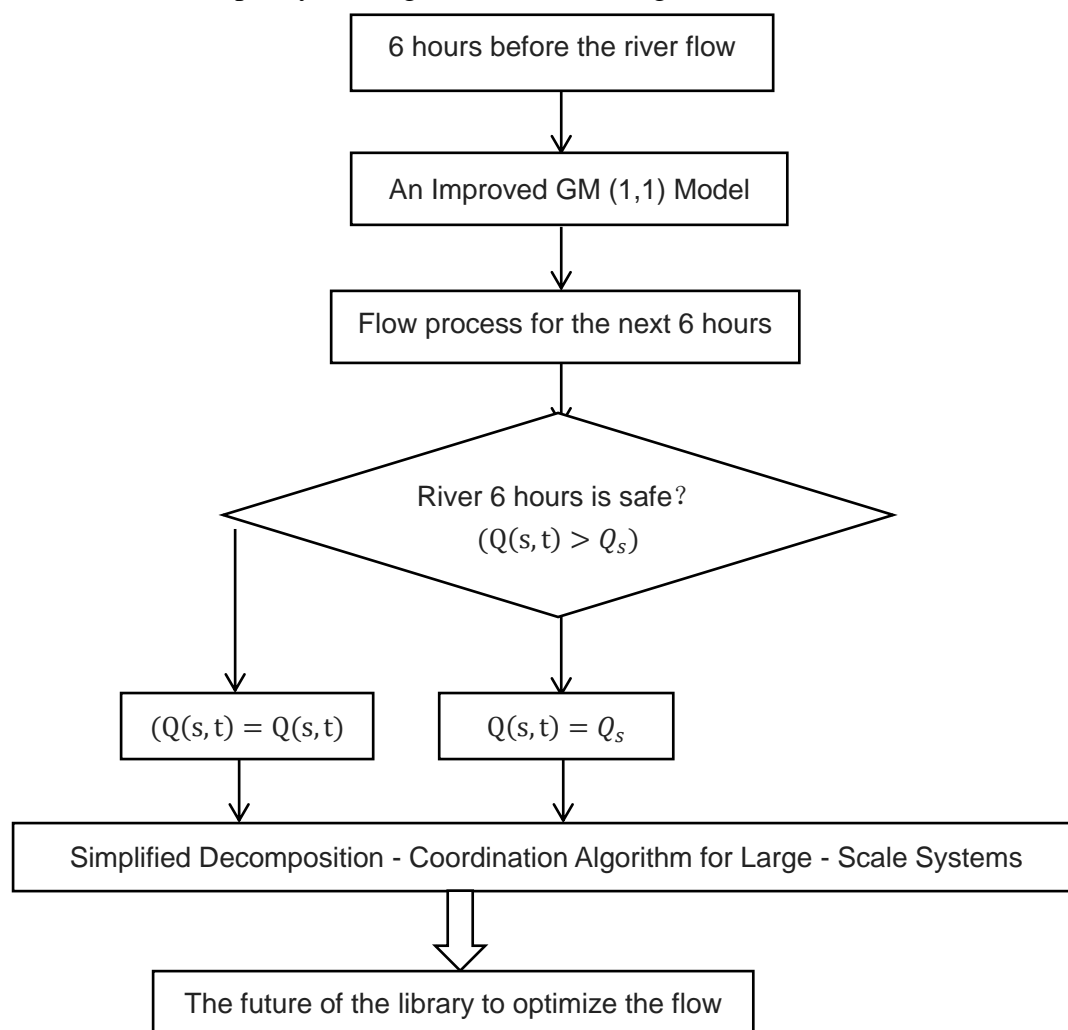 6 hours before the river flow
An Improved GM (1,1) Model
Flow process for the next 6 hours
River 6 hours is safe？
(Q(s, t) > Qₛ)
(Q(s, t) = Q(s, t)
Q(s, t) = Qₛ
Simplified Decomposition - Coordination Algorithm for Large - Scale Systems
The future of the library to optimize the flow